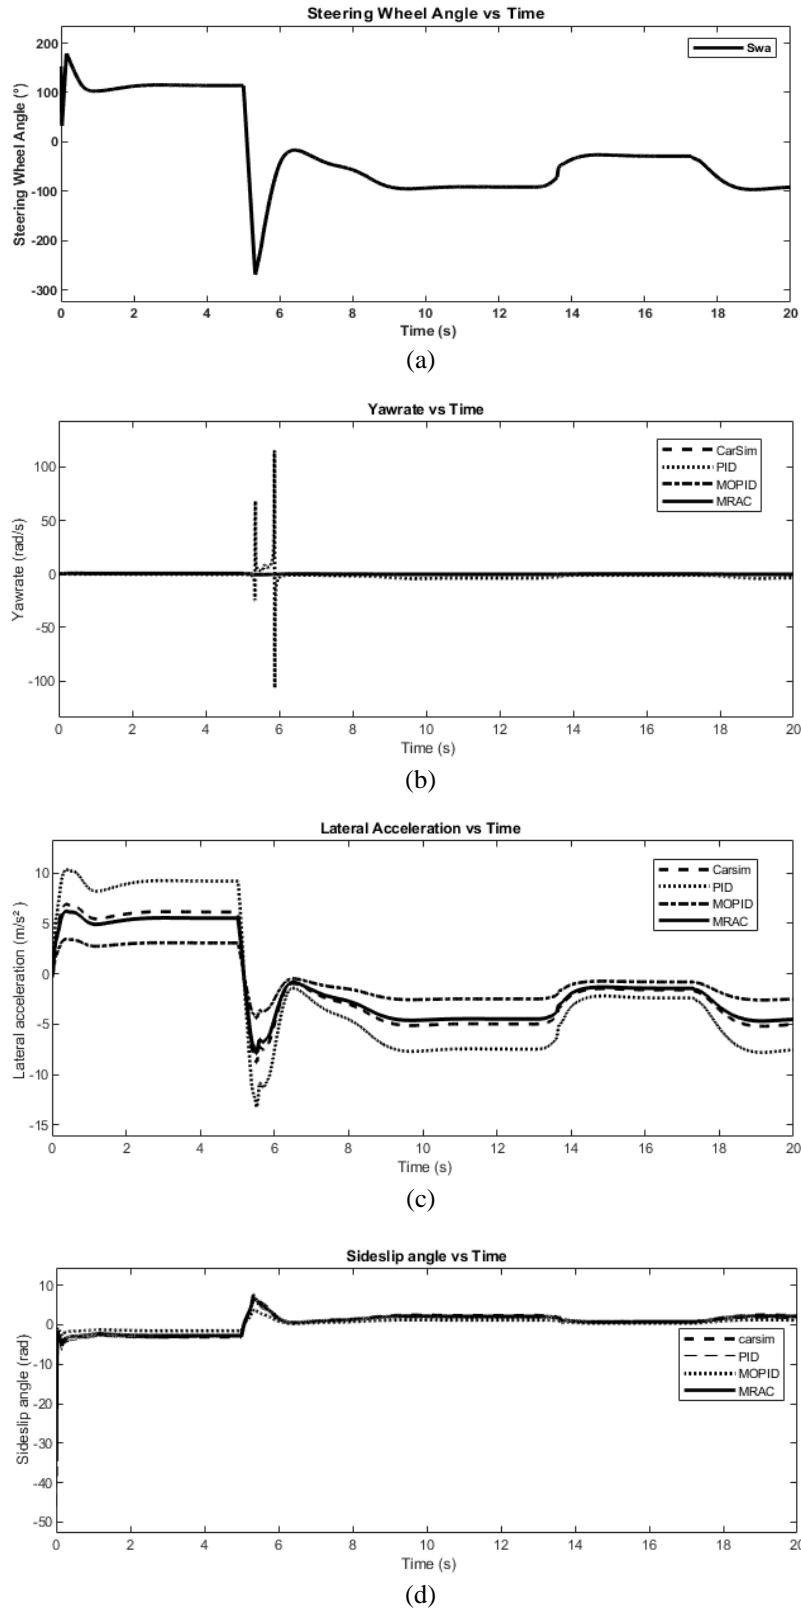 Steering Wheel Angle vs Time
Steering Wheel Angle (°)
200
100
0
-100
-200
-300
Swa
0 2 4 6 8 10 12 14 16 18 20
Time (s)
(a)
Yawrate vs Time
Yawrate (rad/s)
100
50
0
-50
-100
CarSim
PID
MOPID
MRAC
0 2 4 6 8 10 12 14 16 18 20
Time (s)
(b)
Lateral Acceleration vs Time
Lateral acceleration (m/s²)
10
5
0
-5
-10
-15
Carsim
PID
MOPID
MRAC
0 2 4 6 8 10 12 14 16 18 20
Time (s)
(c)
Sideslip angle vs Time
Sideslip angle (rad)
10
0
-10
-20
-30
-40
-50
carsim
PID
MOPID
MRAC
0 2 4 6 8 10 12 14 16 18 20
Time (s)
(d)